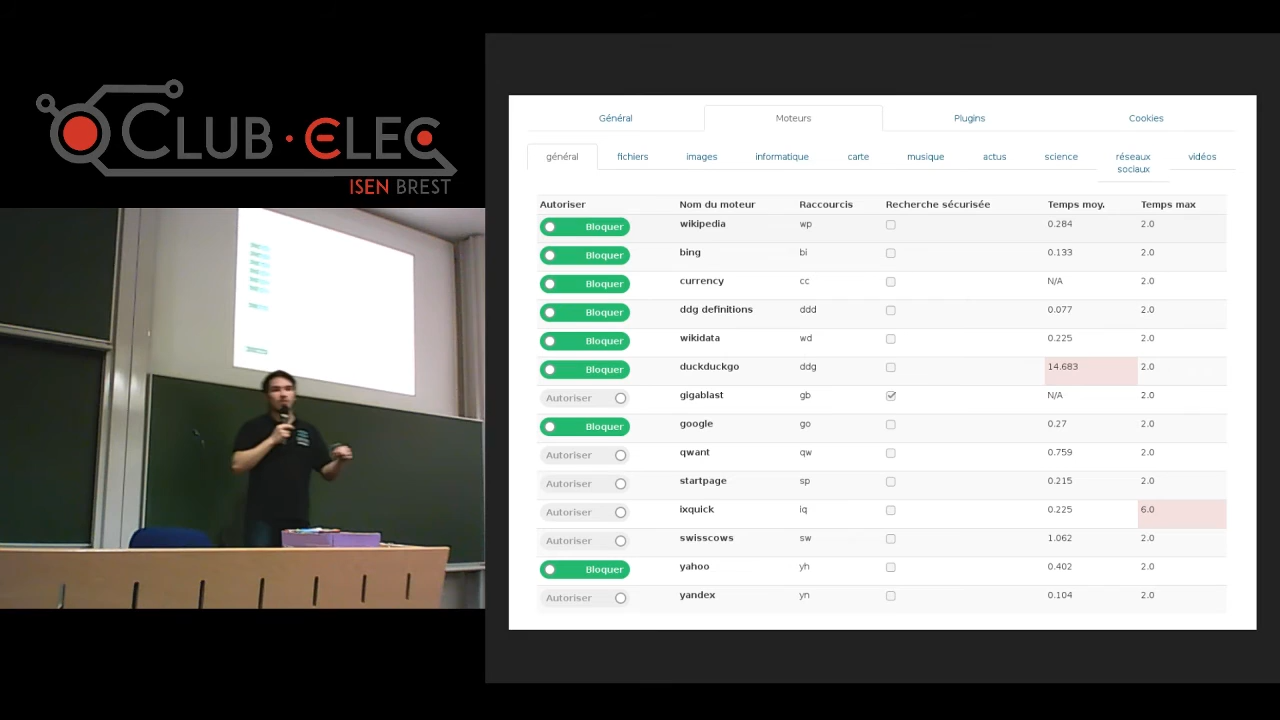 CLUB · ELEC
ISEN BREST
Général Moteurs Plugins Cookies
général fichiers images informatique carte musique actus science réseaux sociaux vidéos
Autoriser Nom du moteur Raccourcis Recherche sécurisée Temps moy. Temps max
Bloquer wikipedia wp 0.284 2.0
Bloquer bing bi 0.133 2.0
Bloquer currency cc N/A 2.0
Bloquer ddg definitions ddd 0.077 2.0
Bloquer wikidata wd 0.225 2.0
Bloquer duckduckgo ddg 14.683 2.0
Autoriser gigablast gb N/A 2.0
Bloquer google go 0.27 2.0
Autoriser qwant qw 0.759 2.0
Autoriser startpage sp 0.215 2.0
Autoriser ixquick iq 0.225 6.0
Autoriser swisscows sw 1.062 2.0
Bloquer yahoo yh 0.402 2.0
Autoriser yandex yn 0.104 2.0